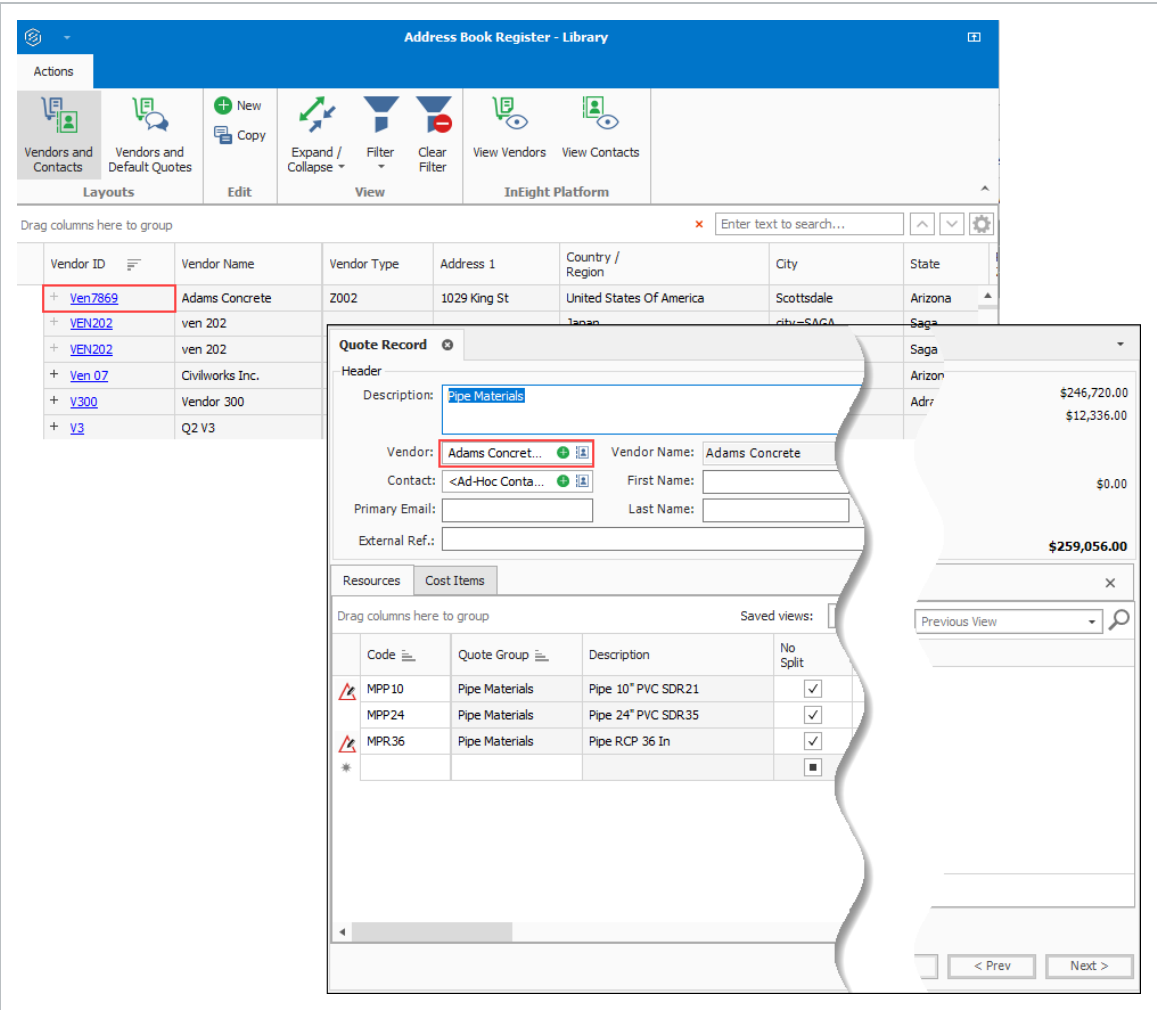 Address Book Register - Library
Actions
Vendors and Contacts
Vendors and Default Quotes
New
Copy
Expand / Collapse
Filter
Clear Filter
View Vendors
View Contacts
Layouts
Edit
View
InEight Platform
Drag columns here to group
Enter text to search...
Vendor ID Vendor Name Vendor Type Address 1 Country / Region City State
+ Ven7869 Adams Concrete Z002 1029 King St United States Of America Scottsdale Arizona
+ VEN202 ven 202 Japan city=SAGA Saga
+ VEN202 ven 202 Saga
+ Ven 07 Civilworks Inc. Arizon
+ V300 Vendor 300 Adra
+ V3 Q2 V3
Quote Record
Header
Description: Pipe Materials
$246,720.00
$12,336.00
Vendor: Adams Concret... Vendor Name: Adams Concrete
Contact: <Ad-Hoc Conta... First Name:
$0.00
Primary Email: Last Name:
External Ref.:
$259,056.00
Resources Cost Items
Drag columns here to group Saved views: Previous View
Code Quote Group Description No Split
MPP10 Pipe Materials Pipe 10" PVC SDR21
MPP24 Pipe Materials Pipe 24" PVC SDR35
MPR36 Pipe Materials Pipe RCP 36 In
< Prev Next >